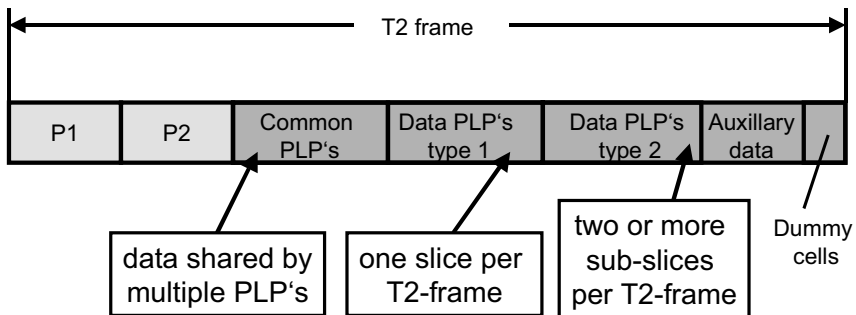 T2 frame
P1
P2
Common
PLP‘s
Data PLP‘s
type 1
Data PLP‘s
type 2
Auxillary
data
data shared by
multiple PLP‘s
one slice per
T2-frame
two or more
sub-slices
per T2-frame
Dummy
cells